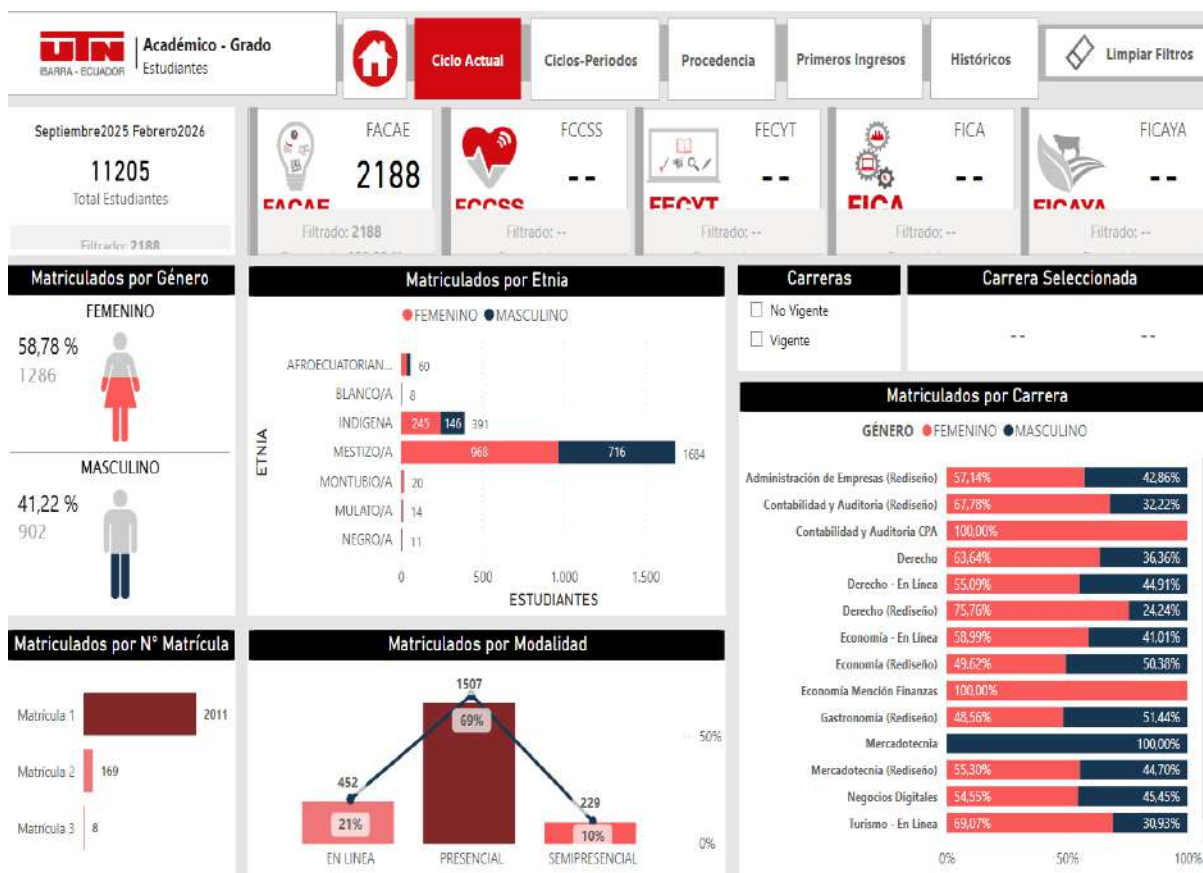 UTN
IBARRA - ECUADOR
Académico - Grado
Estudiantes
Ciclo Actual
Ciclos-Periodos
Procedencia
Primeros Ingresos
Históricos
Limpiar Filtros
Septiembre2025 Febrero2026
11205
Total Estudiantes
Filtrado: 2188
FACAE
2188
FACAE
Filtrado: 2188
FCCSS
--
FCCSS
Filtrado: --
FECYT
--
FECYT
Filtrado: --
FICA
--
FICA
Filtrado: --
FICAYA
--
FICAYA
Filtrado: --
Matriculados por Género
FEMENINO
58,78 %
1286
MASCULINO
41,22 %
902
Matriculados por Etnia
FEMENINO MASCULINO
ETNIA
AFROECUATORIAN... 60
BLANCO/A 8
INDIGENA 245 146 391
MESTIZO/A 968 716 1684
MONTUBIO/A 20
MULATO/A 14
NEGRO/A 11
0 500 1.000 1.500
ESTUDIANTES
Carreras
No Vigente
Vigente
Carrera Seleccionada
-- --
Matriculados por Carrera
GÉNERO FEMENINO MASCULINO
Administración de Empresas (Rediseño) 57,14% 42,86%
Contabilidad y Auditoria (Rediseño) 67,78% 32,22%
Contabilidad y Auditoria CPA 100,00%
Derecho 63,64% 36,36%
Derecho - En Línea 55,09% 44,91%
Derecho (Rediseño) 75,76% 24,24%
Economía - En Línea 58,99% 41,01%
Economía (Rediseño) 49,62% 50,38%
Economía Mención Finanzas 100,00%
Gastronomía (Rediseño) 48,56% 51,44%
Mercadotecnia 100,00%
Mercadotecnia (Rediseño) 55,30% 44,70%
Negocios Digitales 54,55% 45,45%
Turismo - En Línea 69,07% 30,93%
0% 50% 100%
Matriculados por N° Matrícula
Matrícula 1 2011
Matrícula 2 169
Matrícula 3 8
Matriculados por Modalidad
1507
69%
50%
452
21%
229
10%
0%
EN LINEA PRESENCIAL SEMIPRESENCIAL